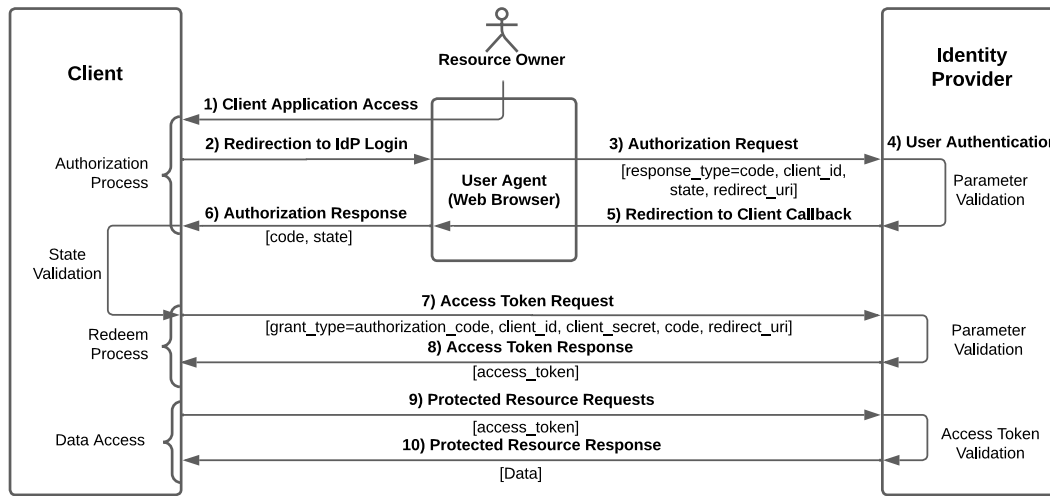 Resource Owner
Client
Identity
Provider
1) Client Application Access
2) Redirection to IdP Login
3) Authorization Request
4) User Authentication
Authorization
Process
[response_type=code, client_id,
state, redirect_uri]
User Agent
(Web Browser)
Parameter
Validation
6) Authorization Response
5) Redirection to Client Callback
[code, state]
State
Validation
7) Access Token Request
[grant_type=authorization_code, client_id, client_secret, code, redirect_uri]
Redeem
Process
Parameter
Validation
8) Access Token Response
[access_token]
9) Protected Resource Requests
[access_token]
Data Access
10) Protected Resource Response
Access Token
Validation
[Data]